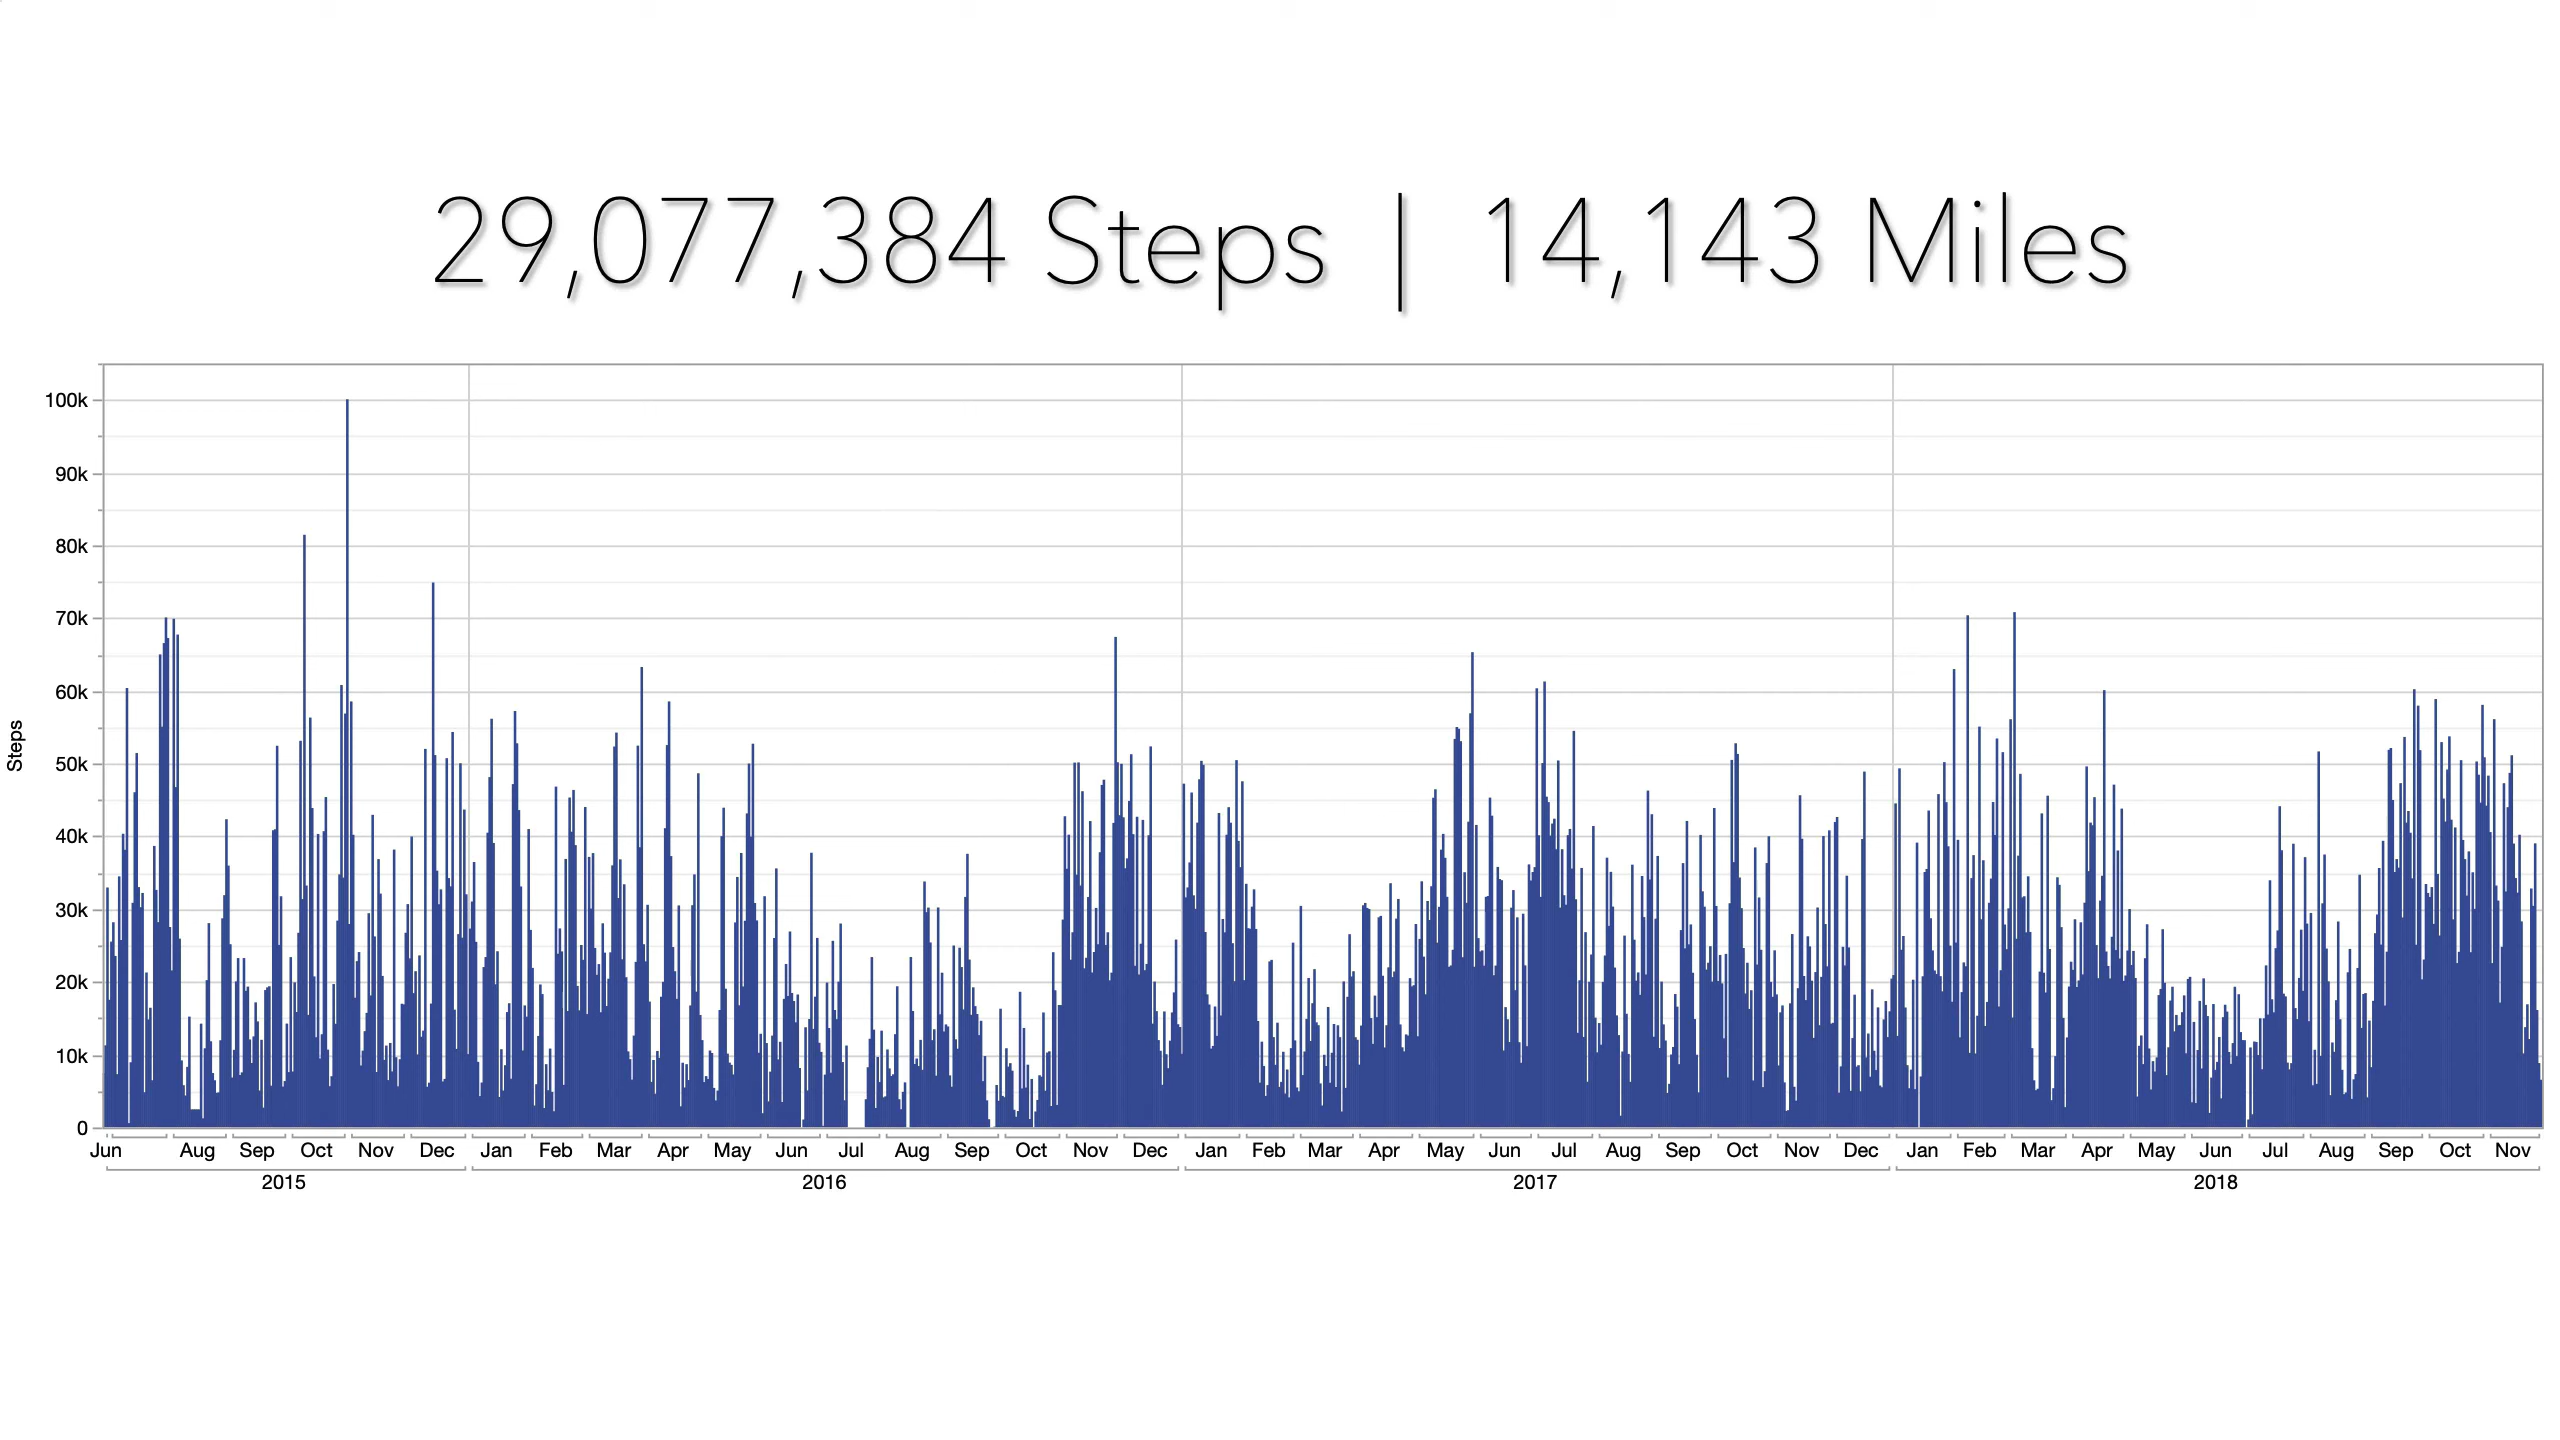 29,077,384 Steps | 14,143 Miles
100k
90k
80k
70k
60k
50k
40k
30k
20k
10k
0
Steps
Jun Aug Sep Oct Nov Dec Jan Feb Mar Apr May Jun Jul Aug Sep Oct Nov Dec Jan Feb Mar Apr May Jun Jul Aug Sep Oct Nov Dec Jan Feb Mar Apr May Jun Jul Aug Sep Oct Nov
2015 2016 2017 2018